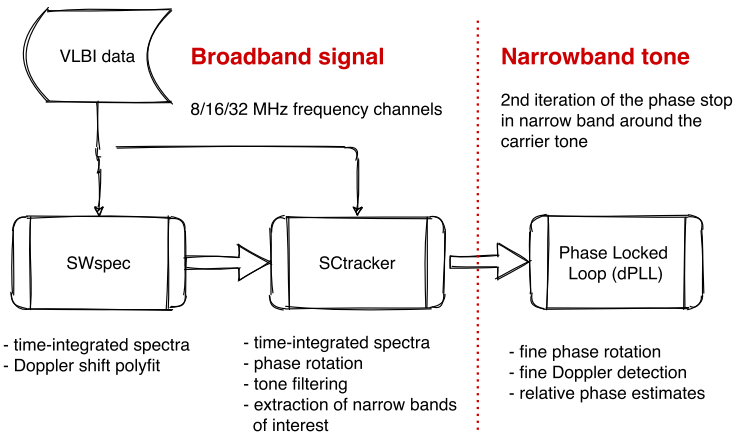 VLBI data
Broadband signal
8/16/32 MHz frequency channels
Narrowband tone
2nd iteration of the phase stop
in narrow band around the
carrier tone
SWspec
SCtracker
Phase Locked
Loop (dPLL)
- time-integrated spectra
- Doppler shift polyfit
- time-integrated spectra
- phase rotation
- tone filtering
- extraction of narrow bands
of interest
- fine phase rotation
- fine Doppler detection
- relative phase estimates